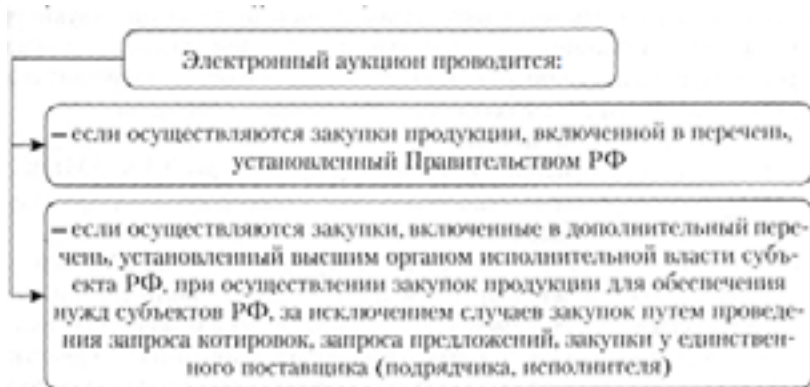 Электронный аукцион проводится:
– если осуществляются закупки продукции, включенной в перечень,
установленный Правительством РФ
– если осуществляются закупки, включенные в дополнительный пере-
чень, установленный высшим органом исполнительной власти субъ-
екта РФ, при осуществлении закупок продукции для обеспечения
нужд субъектов РФ, за исключением случаев закупок путем проведе-
ния запроса котировок, запроса предложений, закупки у единствен-
ного поставщика (подрядчика, исполнителя)